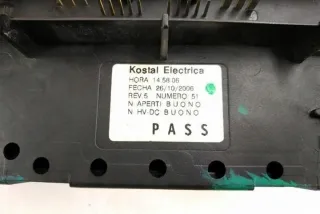 Kostal Electrica
HORA 14.58.06
FECHA 26/10/2006
REV.5 NUMERO 51
N-APERTI BUONO
N-HV-DC BUONO
PASS